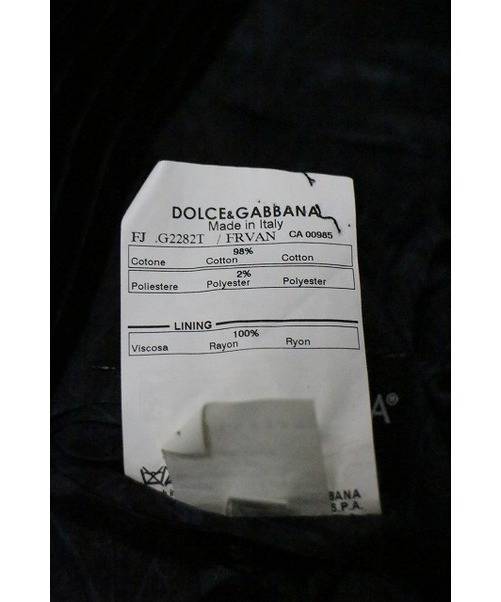 DOLCE&GABBANA
Made in Italy
FJ .G2282T / FRVAN CA 00985
98%
Cotone Cotton Cotton
2%
Poliestere Polyester Polyester
LINING
100%
Viscosa Rayon Ryon
A®
BANA
S.P.A.